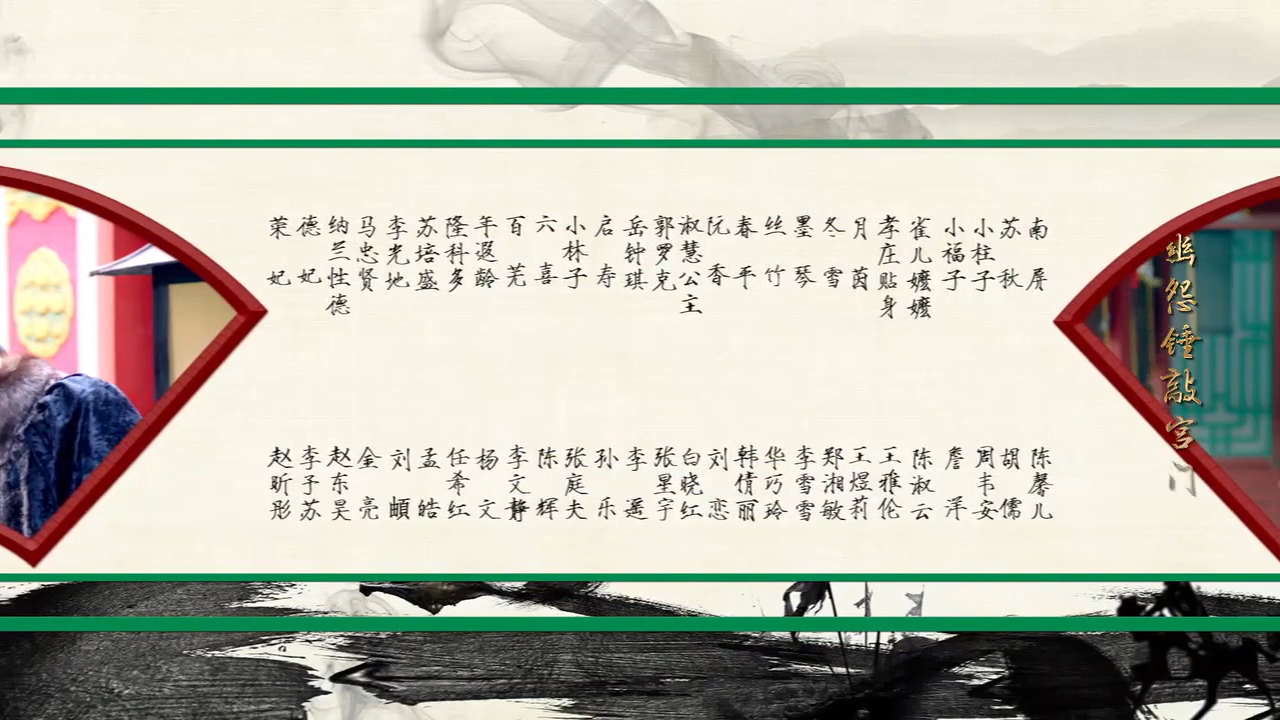 幽怨锤敲宫门
南屏
苏秋
小柱子
小福子
雀儿嬷嬷
孝庄贴身
月茵
冬雪
墨琴
丝竹
春平
阮香
淑慧公主
郭罗克
岳钟琪
启寿
小林子
六喜
百芜
年遐龄
隆科多
苏培盛
李光地
马忠贤
纳兰性德
德妃
荣妃
陈馨儿
胡儒
周韦安
詹洋
陈淑云
王雅伦
王煜莉
郑湘敏
李雪雪
华巧玲
韩倩丽
刘恋
白晓红
张星宇
李遥
孙乐
张庭夫
陈辉
李文静
杨文
任希红
孟皓
刘頔
金亮
赵东昊
李予苏
赵昕彤